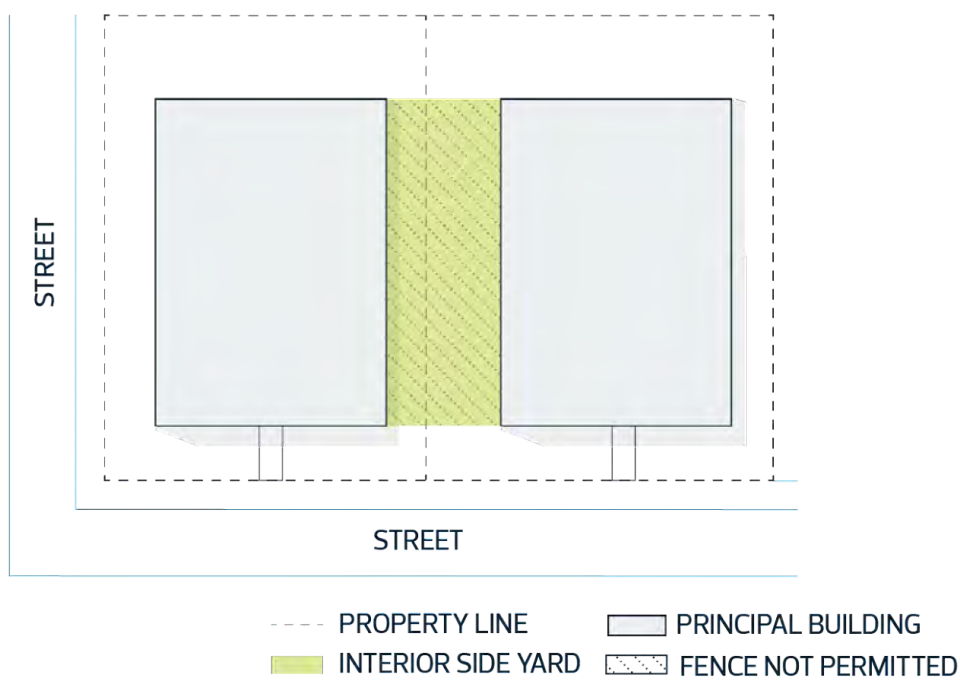 STREET
STREET
PROPERTY LINE
PRINCIPAL BUILDING
INTERIOR SIDE YARD
FENCE NOT PERMITTED